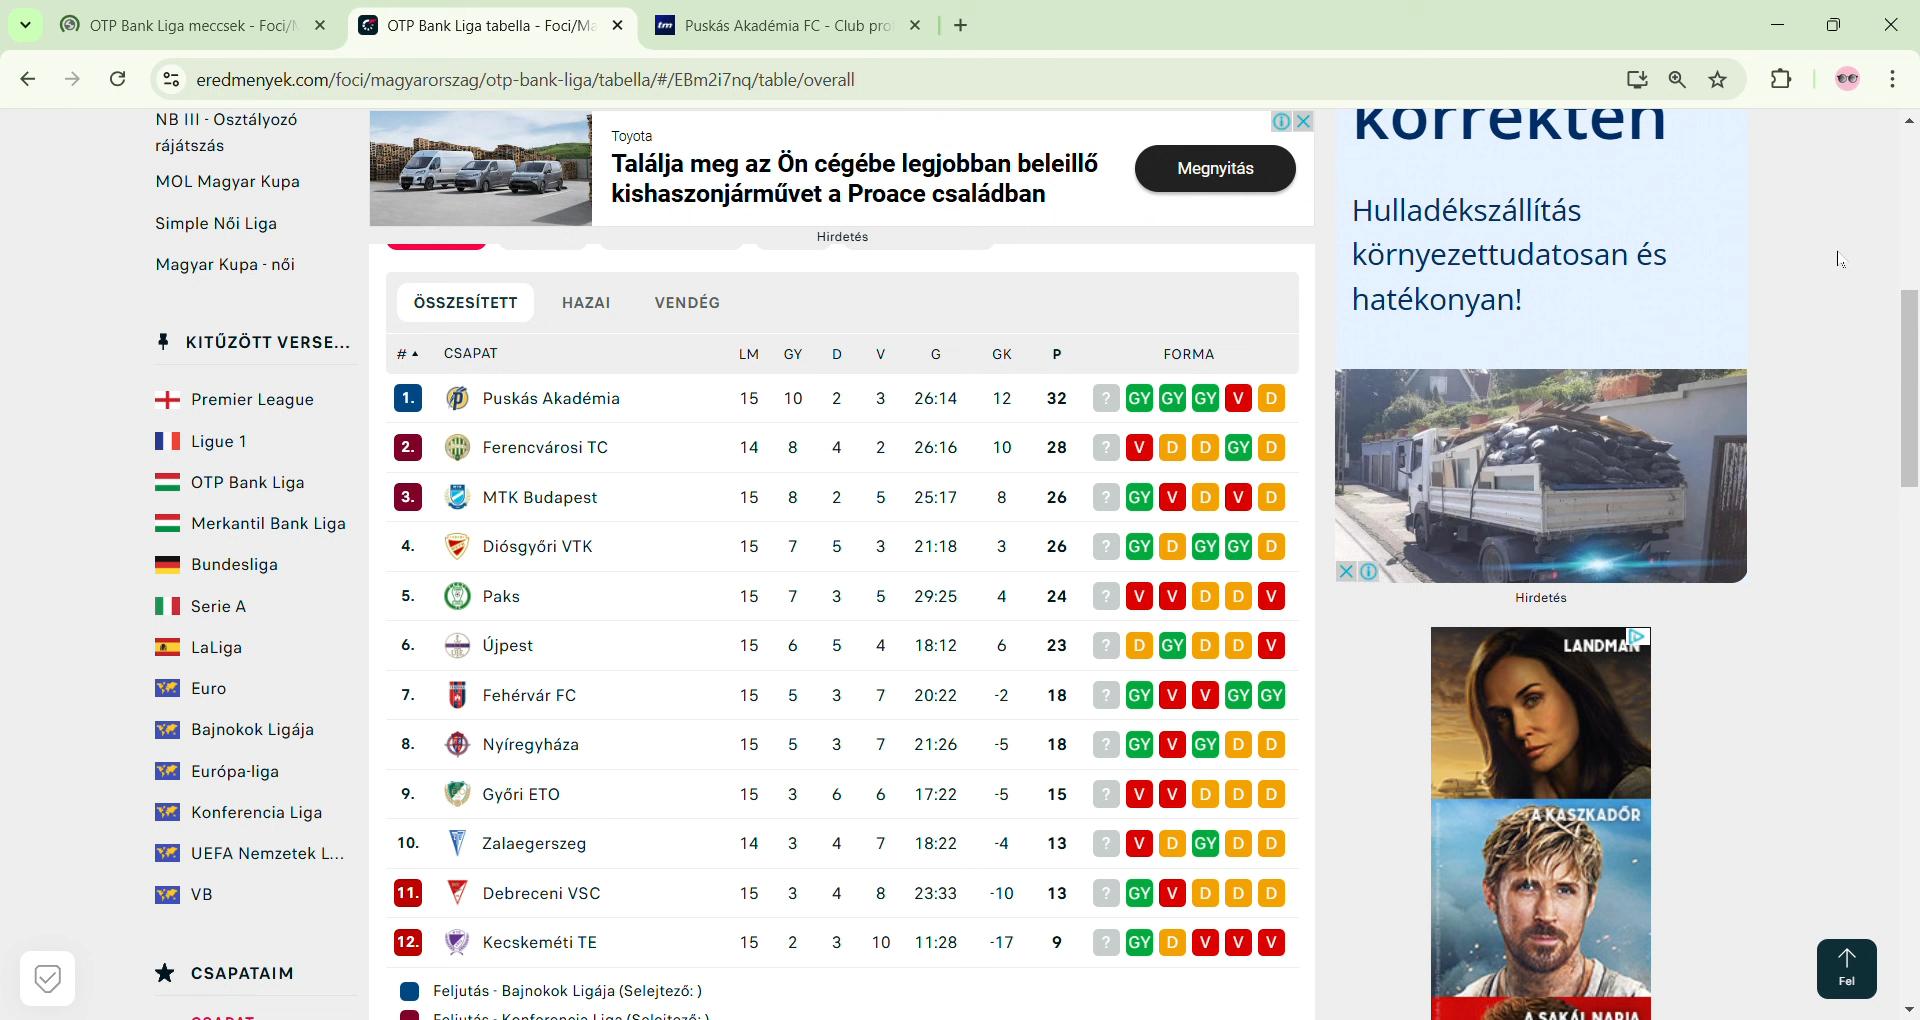 OTP Bank Liga meccsek - Foci/
OTP Bank Liga tabella - Foci/Ma
tm Puskás Akadémia FC - Club pro
eredmenyek.com/foci/magyarorszag/otp-bank-liga/tabella/#/EBm2i7nq/table/overall
NB III - Osztályozó
rájátszás
MOL Magyar Kupa
Simple Női Liga
Magyar Kupa - női
KITŰZÖTT VERSE...
Premier League
Ligue 1
OTP Bank Liga
Merkantil Bank Liga
Bundesliga
Serie A
LaLiga
Euro
Bajnokok Ligája
Európa-liga
Konferencia Liga
UEFA Nemzetek L...
VB
CSAPATAIM
Toyota
Találja meg az Ön cégébe legjobban beleillő
kishaszonjárművet a Proace családban
Megnyitás
Hirdetés
ÖSSZESÍTETT HAZAI VENDÉG
# CSAPAT LM GY D V G GK P FORMA
1. Puskás Akadémia 15 10 2 3 26:14 12 32 ? GY GY GY V D
2. Ferencvárosi TC 14 8 4 2 26:16 10 28 ? V D D GY D
3. MTK Budapest 15 8 2 5 25:17 8 26 ? GY V D V D
4. Diósgyőri VTK 15 7 5 3 21:18 3 26 ? GY D GY GY D
5. Paks 15 7 3 5 29:25 4 24 ? V V D D V
6. Újpest 15 6 5 4 18:12 6 23 ? D GY D D V
7. Fehérvár FC 15 5 3 7 20:22 -2 18 ? GY V V GY GY
8. Nyíregyháza 15 5 3 7 21:26 -5 18 ? GY V GY D D
9. Győri ETO 15 3 6 6 17:22 -5 15 ? V V D D D
10. Zalaegerszeg 14 3 4 7 18:22 -4 13 ? V D GY D D
11. Debreceni VSC 15 3 4 8 23:33 -10 13 ? GY V D D D
12. Kecskeméti TE 15 2 3 10 11:28 -17 9 ? GY D V V V
Feljutás - Bajnokok Ligája (Selejtező: )
Feljutás - Konferencia Liga (Selejtező: )
korrekten
Hulladékszállítás
környezettudatosan és
hatékonyan!
Hirdetés
LANDMAN
A KASZKADŐR
A SAKÁL NAPJA
Fel